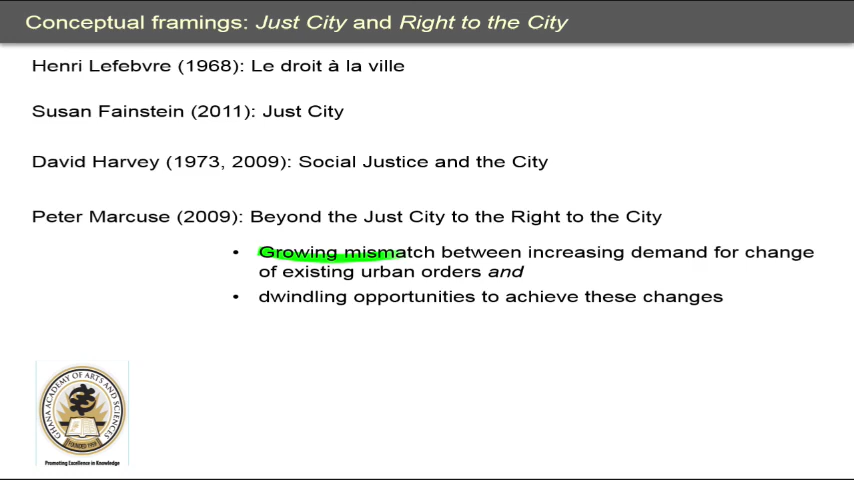 Conceptual framings: Just City and Right to the City
Henri Lefebvre (1968): Le droit à la ville
Susan Fainstein (2011): Just City
David Harvey (1973, 2009): Social Justice and the City
Peter Marcuse (2009): Beyond the Just City to the Right to the City
• Growing mismatch between increasing demand for change
of existing urban orders and
• dwindling opportunities to achieve these changes
GHANA ACADEMY OF ARTS AND SCIENCES
FOUNDED 1959
Promoting Excellence in Knowledge